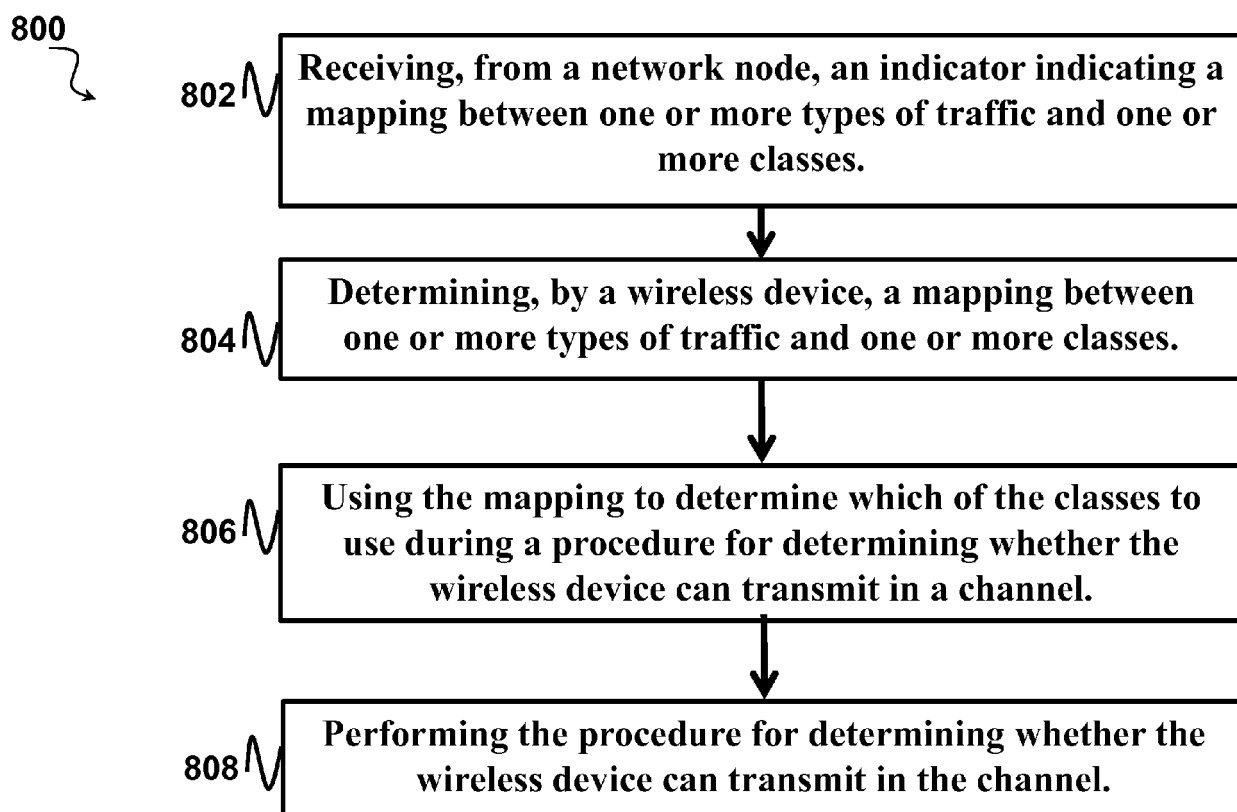 800
802
Receiving, from a network node, an indicator indicating a
mapping between one or more types of traffic and one or
more classes.
804
Determining, by a wireless device, a mapping between
one or more types of traffic and one or more classes.
806
Using the mapping to determine which of the classes to
use during a procedure for determining whether the
wireless device can transmit in a channel.
808
Performing the procedure for determining whether the
wireless device can transmit in the channel.